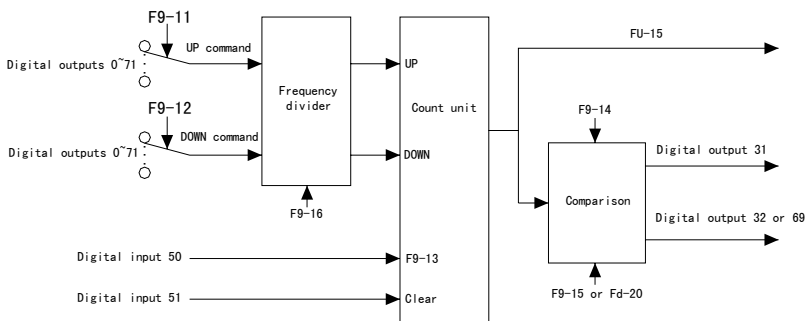 F9-11
UP command
Digital outputs 0~71
F9-12
DOWN command
Digital outputs 0~71
Frequency
divider
F9-16
UP
Count unit
DOWN
Digital input 50
F9-13
Digital input 51
Clear
FU-15
F9-14
Digital output 31
Comparison
Digital output 32 or 69
F9-15 or Fd-20